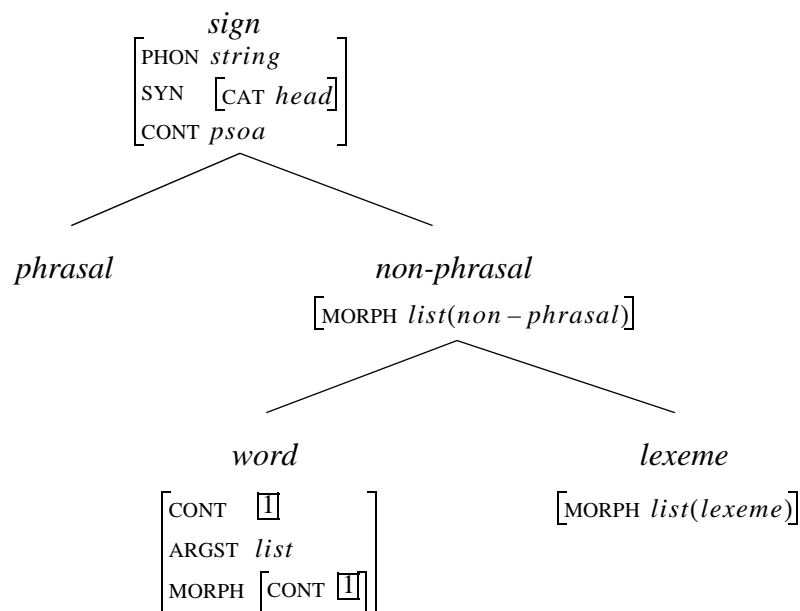 sign
PHON string
SYN [CAT head]
CONT psoa
phrasal non-phrasal
[MORPH list(non – phrasal)]
word lexeme
CONT 1 [MORPH list(lexeme)]
ARGST list
MORPH [CONT 1]